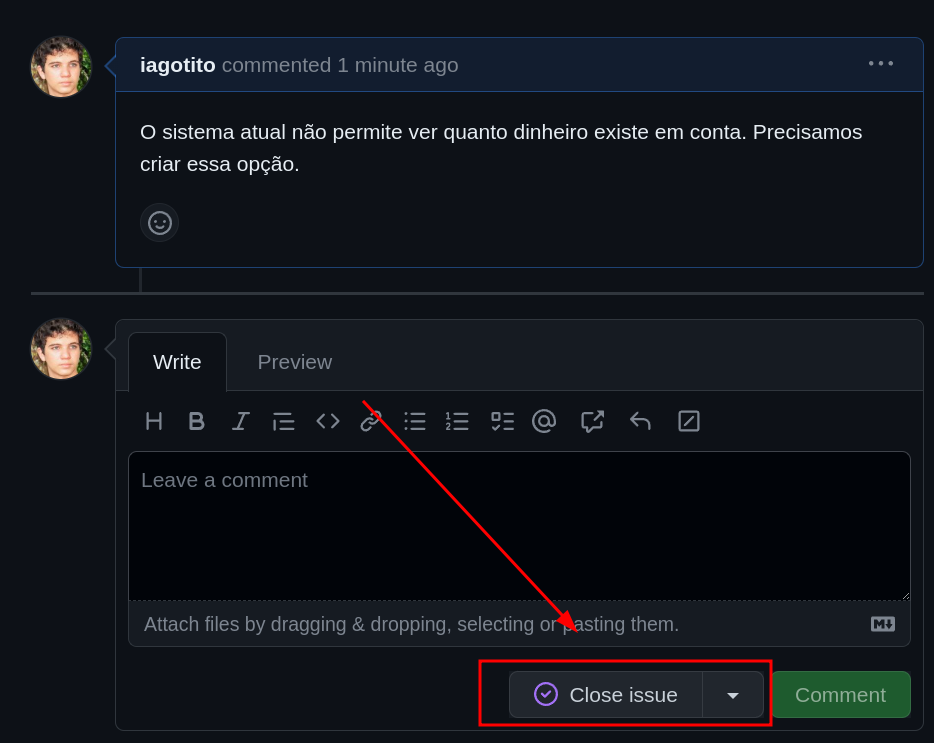 iagotito commented 1 minute ago
O sistema atual não permite ver quanto dinheiro existe em conta. Precisamos
criar essa opção.
Write Preview
Leave a comment
Attach files by dragging & dropping, selecting or pasting them.
Close issue Comment